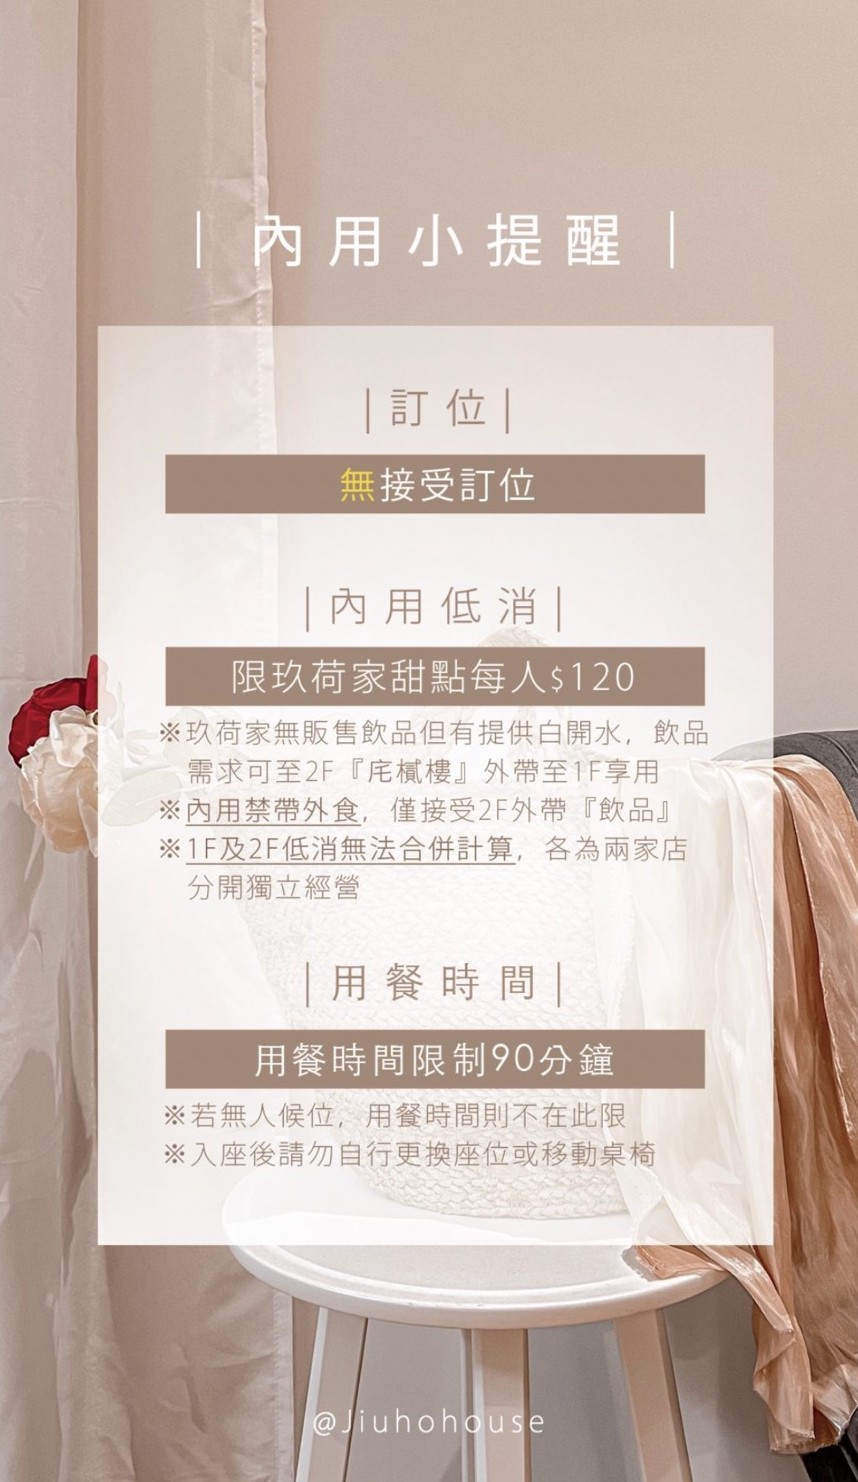 ｜內用小提醒｜
｜訂位｜
無接受訂位
｜內用低消｜
限玖荷家甜點每人$120
※玖荷家無販售飲品但有提供白開水，飲品
需求可至2F『庑樲樓』外帶至1F享用
※內用禁帶外食，僅接受2F外帶『飲品』
※1F及2F低消無法合併計算，各為兩家店
分開獨立經營
｜用餐時間｜
用餐時間限制90分鐘
※若無人候位，用餐時間則不在此限
※入座後請勿自行更換座位或移動桌椅
@Jiuhohouse